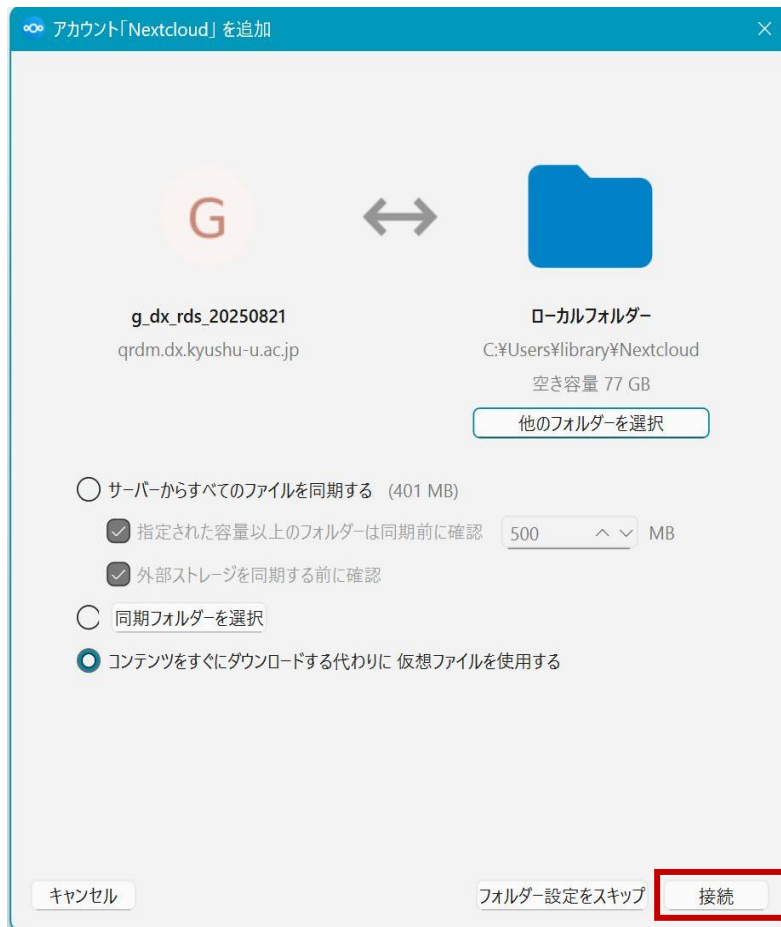 アカウント「Nextcloud」を追加
G
g_dx_rds_20250821
qrdm.dx.kyushu-u.ac.jp
ローカルフォルダー
C:¥Users¥library¥Nextcloud
空き容量 77 GB
他のフォルダーを選択
サーバーからすべてのファイルを同期する (401 MB)
指定された容量以上のフォルダーは同期前に確認 500 MB
外部ストレージを同期する前に確認
同期フォルダーを選択
コンテンツをすぐにダウンロードする代わりに 仮想ファイルを使用する
キャンセル フォルダー設定をスキップ 接続